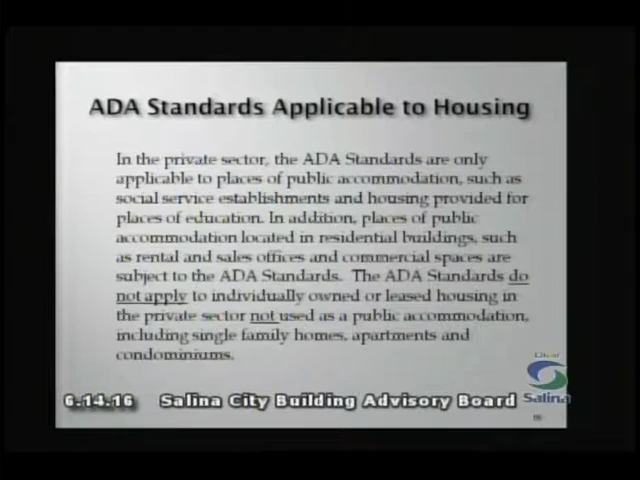 ADA Standards Applicable to Housing
In the private sector, the ADA Standards are only
applicable to places of public accommodation, such as
social service establishments and housing provided for
places of education. In addition, places of public
accommodation located in residential buildings, such
as rental and sales offices and commercial spaces are
subject to the ADA Standards. The ADA Standards do
not apply to individually owned or leased housing in
the private sector not used as a public accommodation,
including single family homes, apartments and
condominiums.
City of
Salina
6.14.16 Salina City Building Advisory Board